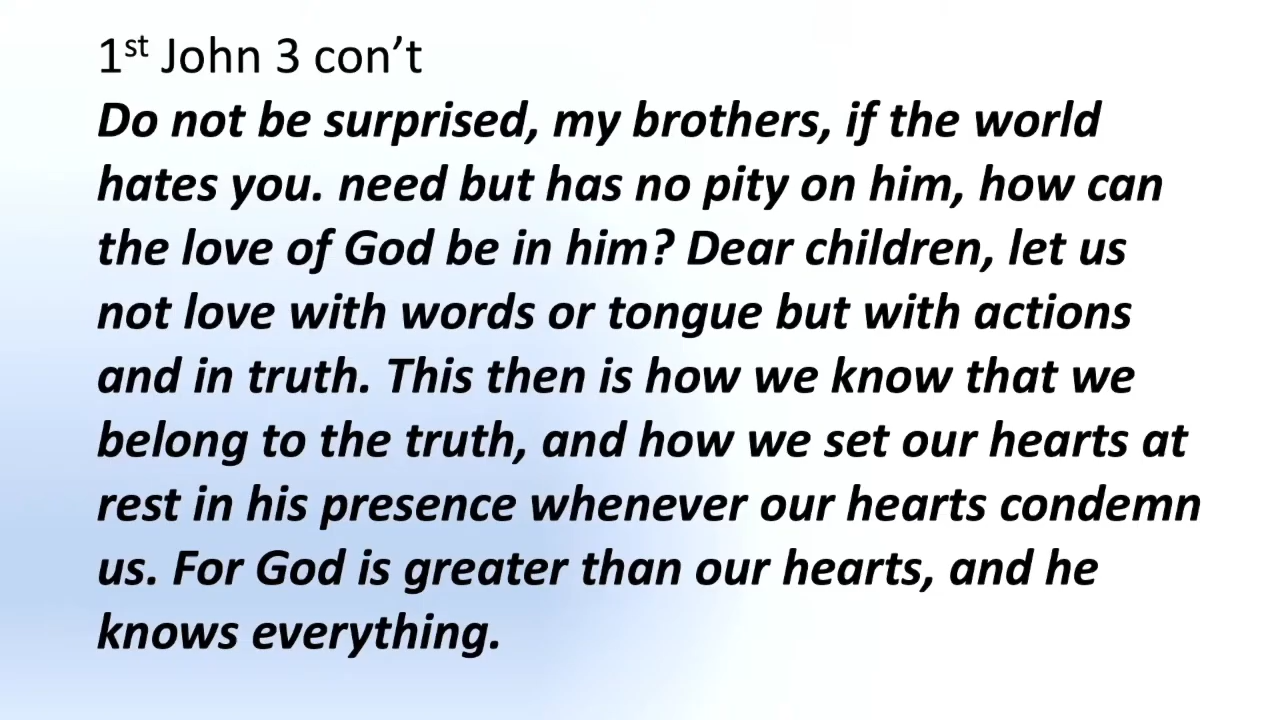 1st John 3 con’t
Do not be surprised, my brothers, if the world
hates you. need but has no pity on him, how can
the love of God be in him? Dear children, let us
not love with words or tongue but with actions
and in truth. This then is how we know that we
belong to the truth, and how we set our hearts at
rest in his presence whenever our hearts condemn
us. For God is greater than our hearts, and he
knows everything.